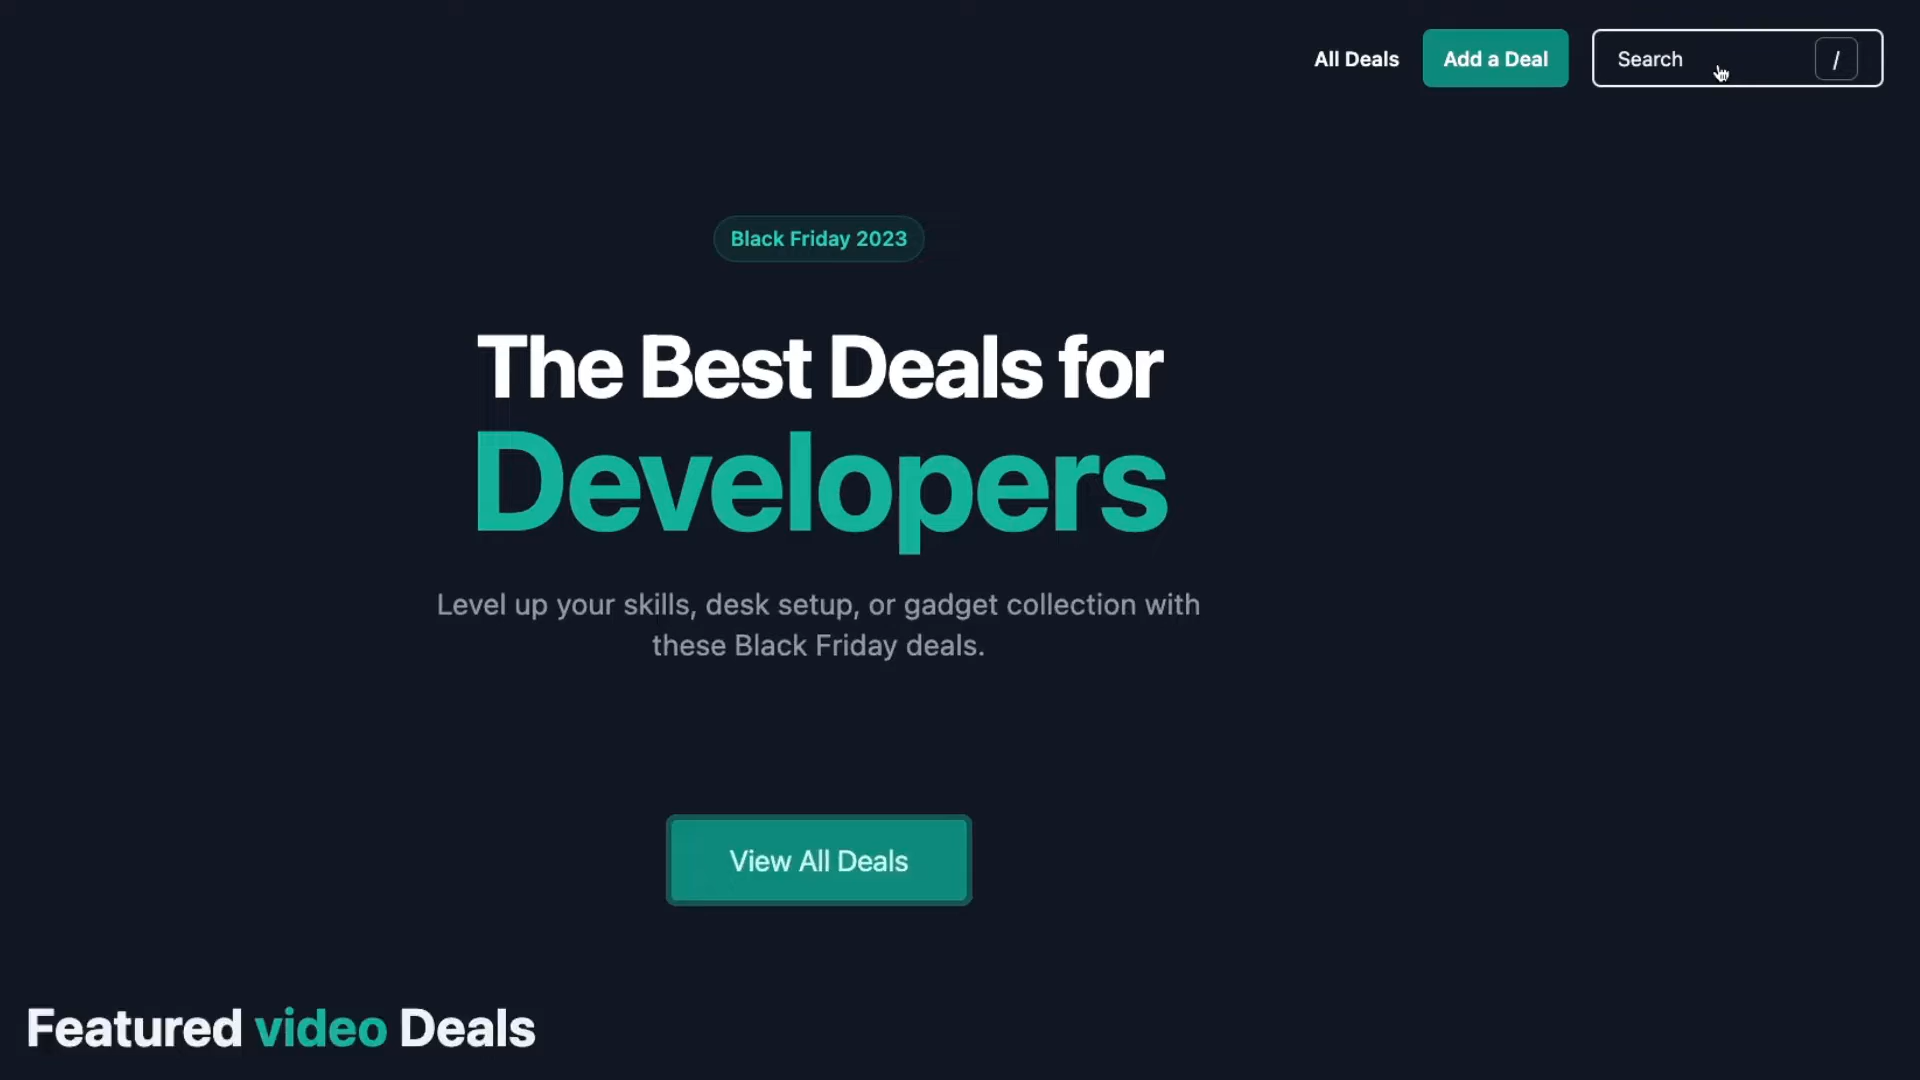 All Deals
Add a Deal
Search
/
Black Friday 2023
The Best Deals for
Developers
Level up your skills, desk setup, or gadget collection with
these Black Friday deals.
View All Deals
Featured video Deals